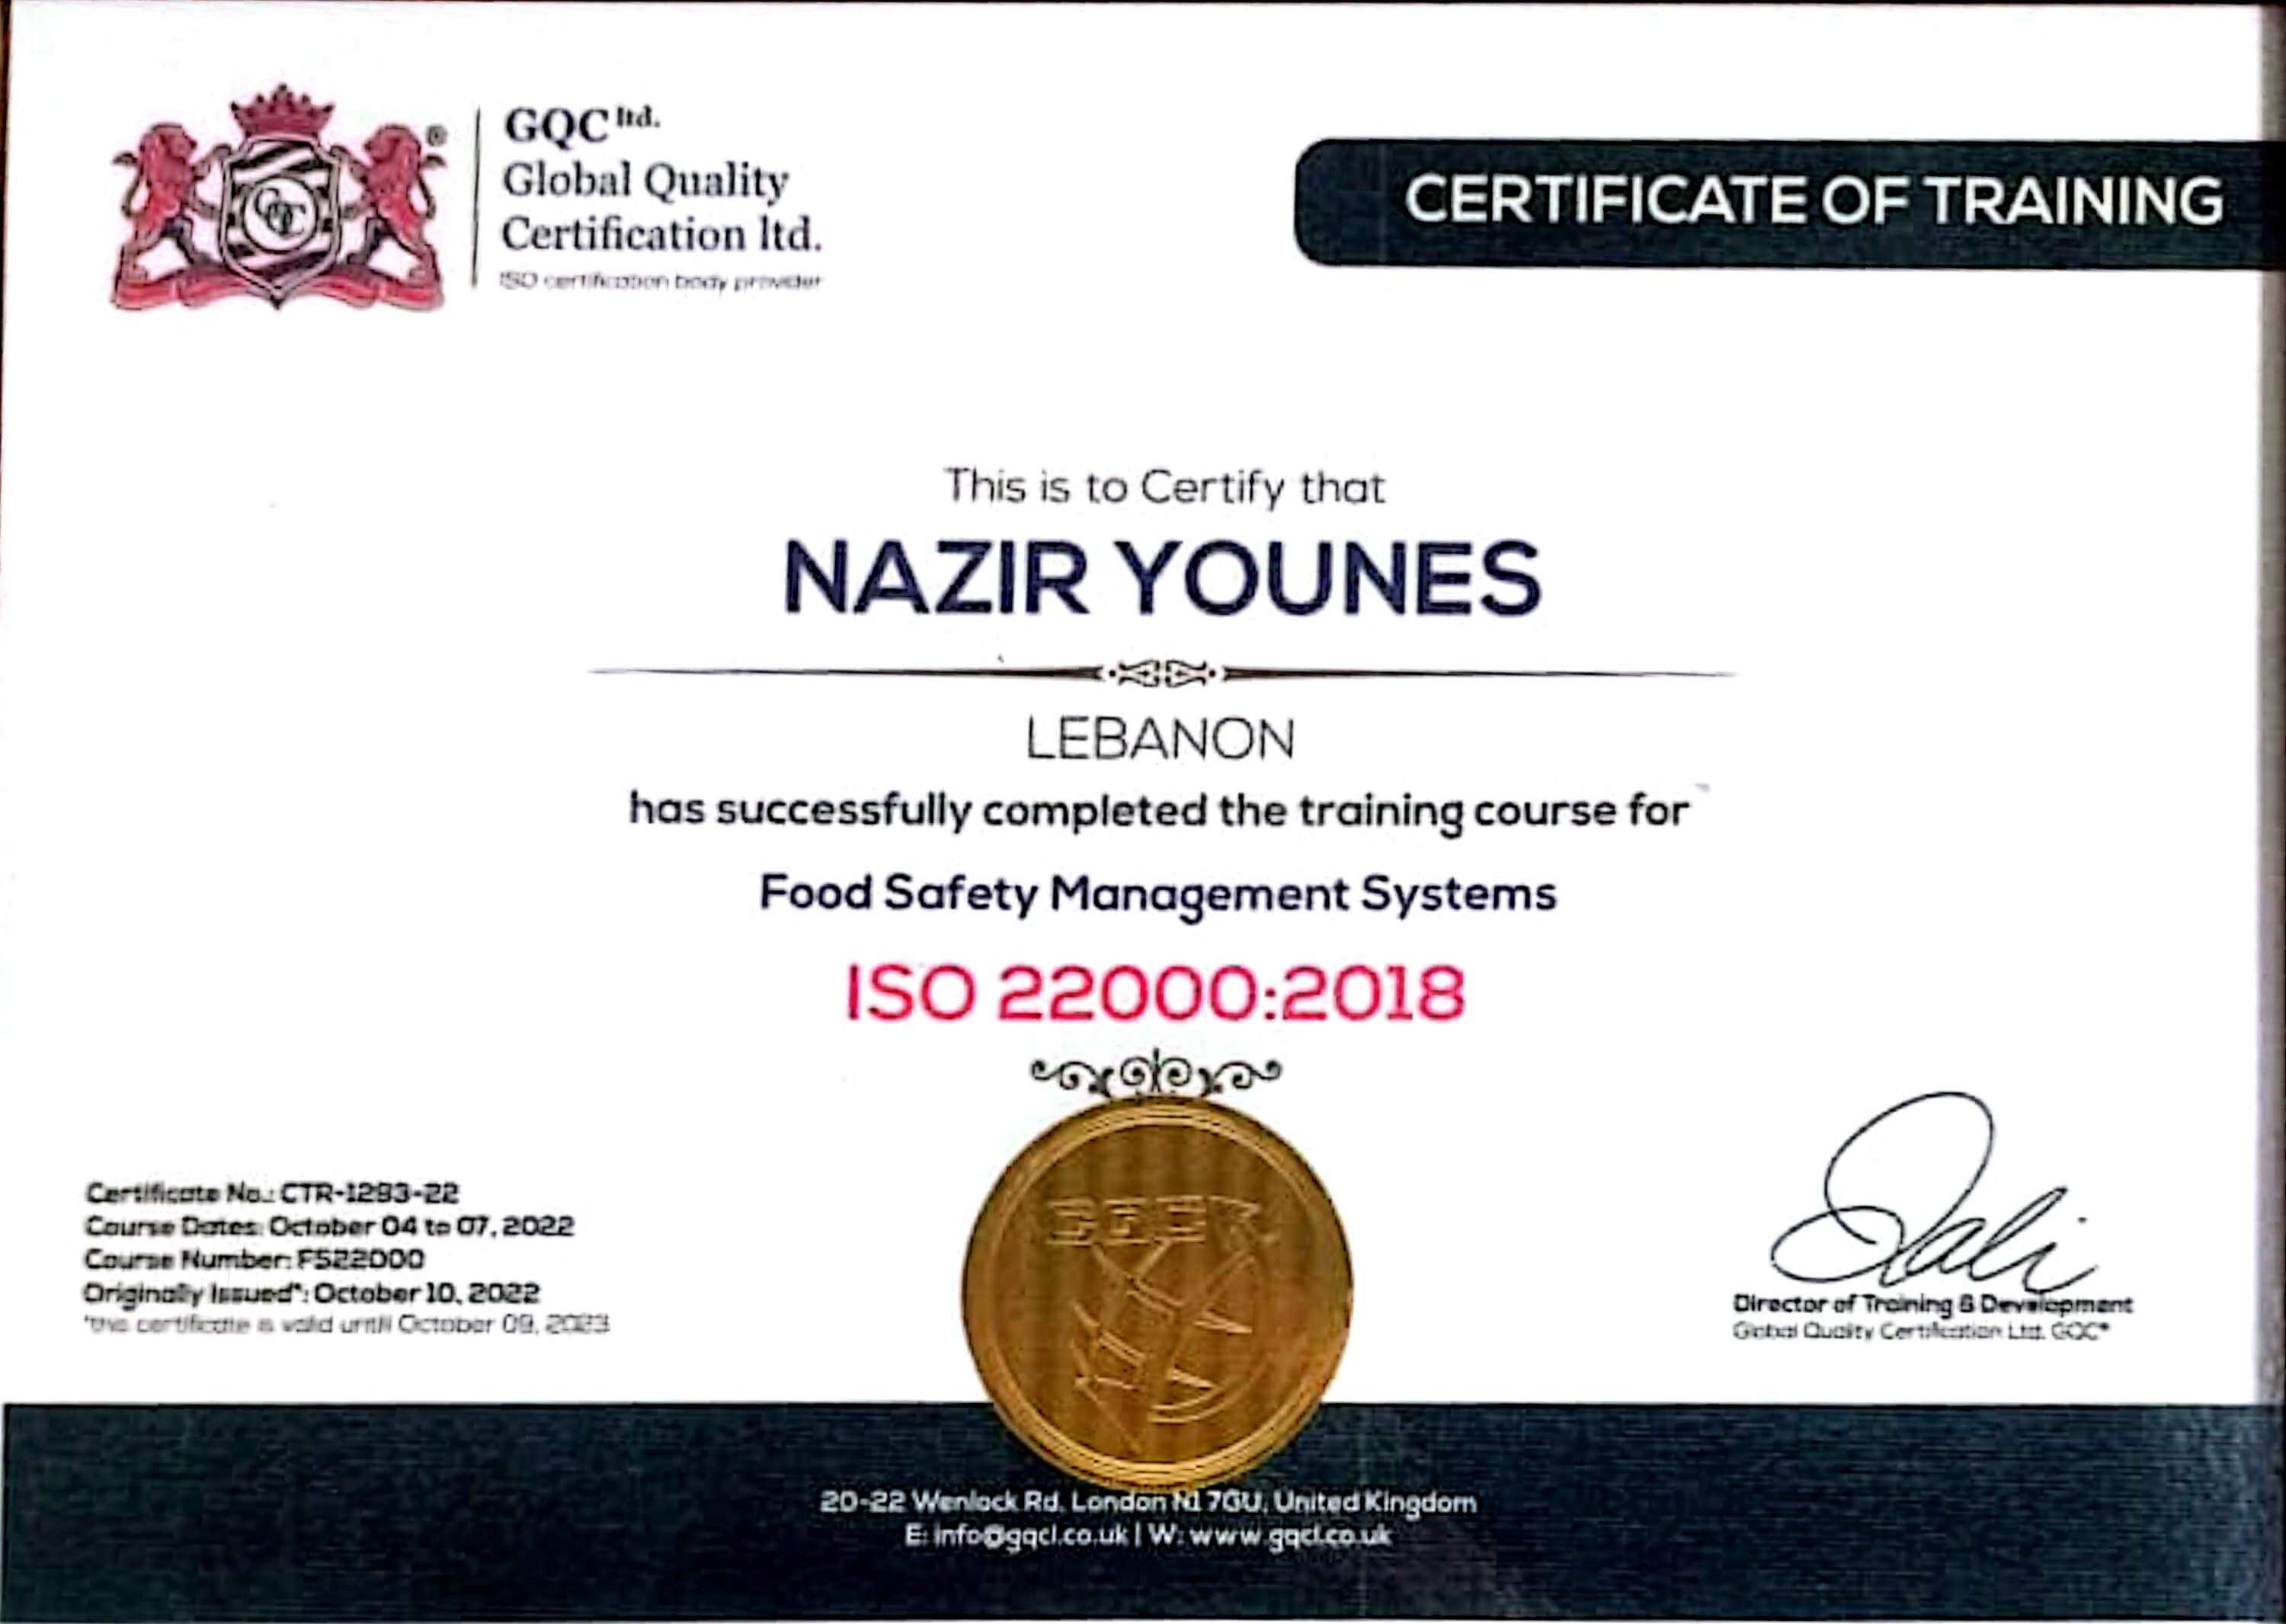 GQC ltd.
Global Quality
Certification ltd.
ISO certification body provider
CERTIFICATE OF TRAINING
This is to Certify that
NAZIR YOUNES
LEBANON
has successfully completed the training course for
Food Safety Management Systems
ISO 22000:2018
Certificate No.: CTR-1283-22
Course Dates: October 04 to 07, 2022
Course Number: FS22000
Originally Issued*: October 10, 2022
*this certificate is valid until October 09, 2023
Director of Training & Development
Global Quality Certification Ltd. GQC®
20-22 Wenlock Rd, London N1 7GU, United Kingdom
E: info@gqcl.co.uk | W: www.gqcl.co.uk